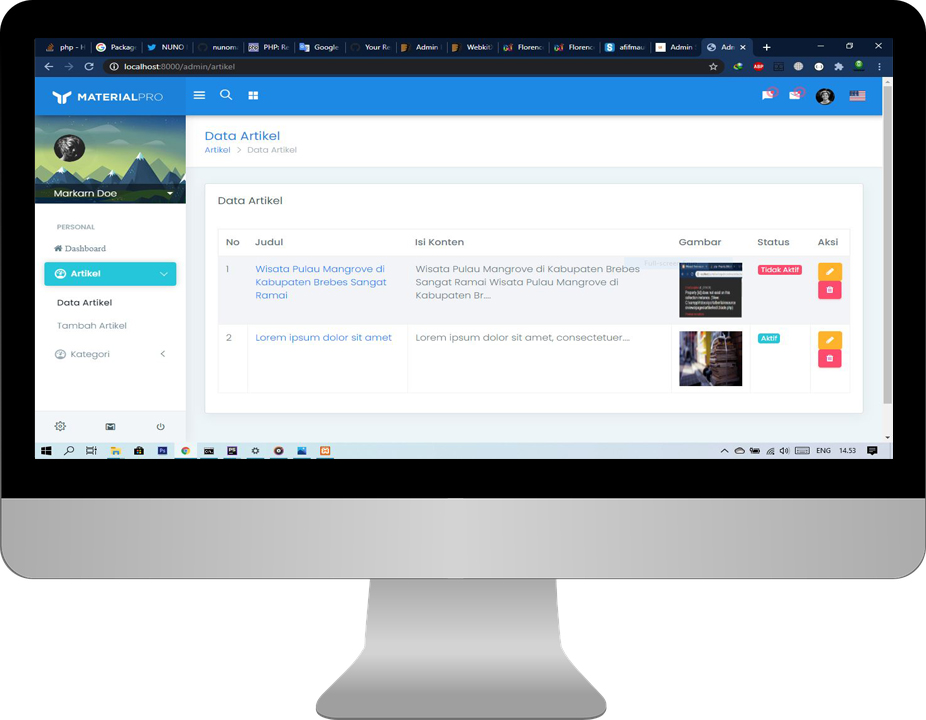 php - H
Package
NUNO
nunom
PHP: Re
Google
Your Re
Admin
Webkit
Florenc
Florenc
afifmau
Admin
Adn
localhost:8000/admin/artikel
MATERIALPRO
Data Artikel
Artikel > Data Artikel
Markarn Doe
PERSONAL
Dashboard
Artikel
Data Artikel
Tambah Artikel
Kategori
Data Artikel
No Judul Isi Konten Gambar Status Aksi
1 Wisata Pulau Mangrove di Wisata Pulau Mangrove di Kabupaten Brebes Tidak Aktif
Kabupaten Brebes Sangat Sangat Ramai Wisata Pulau Mangrove di
Ramai Kabupaten Br....
2 Lorem ipsum dolor sit amet Lorem ipsum dolor sit amet, consectetuer.... Aktif
ENG 14.53